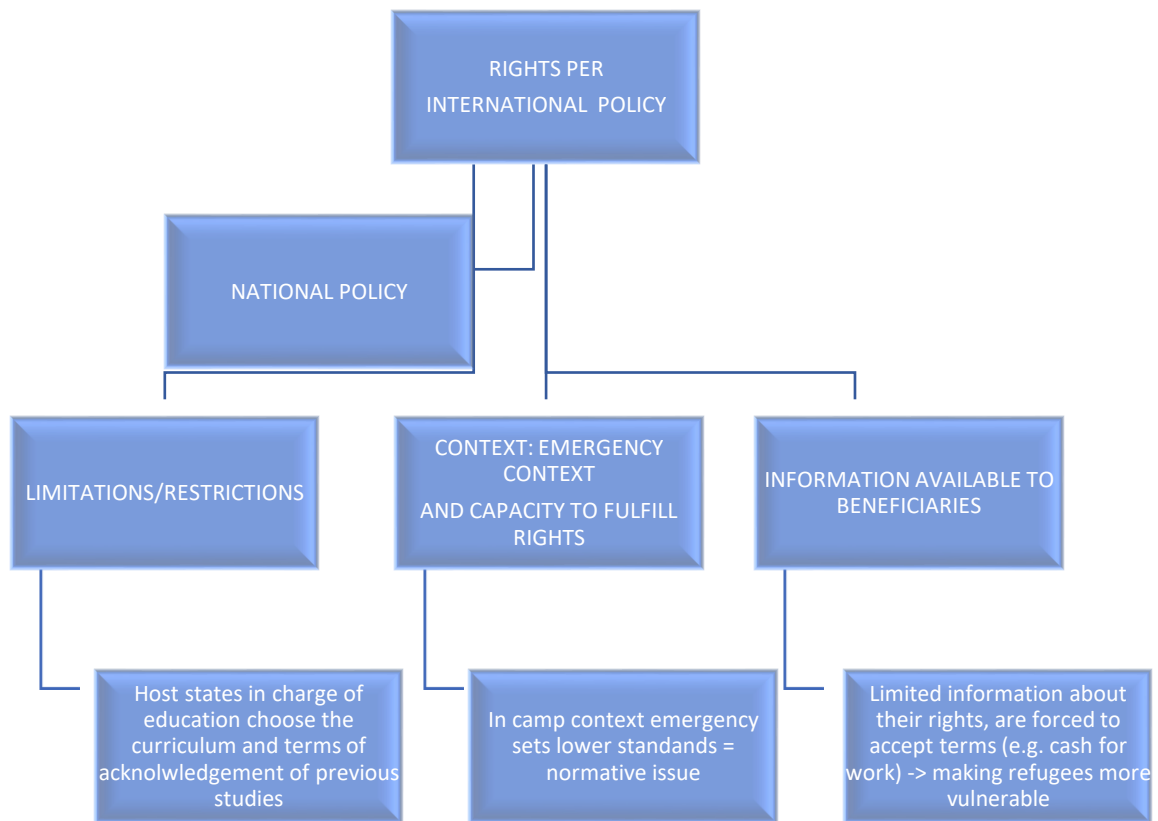 RIGHTS PER
INTERNATIONAL POLICY
NATIONAL POLICY
LIMITATIONS/RESTRICTIONS
CONTEXT: EMERGENCY
CONTEXT
AND CAPACITY TO FULFILL
RIGHTS
INFORMATION AVAILABLE TO
BENEFICIARIES
Host states in charge of
education choose the
curriculum and terms of
acknolwledgement of previous
studies
In camp context emergency
sets lower standards =
normative issue
Limited information about
their rights, are forced to
accept terms (e.g. cash for
work) -> making refugees more
vulnerable